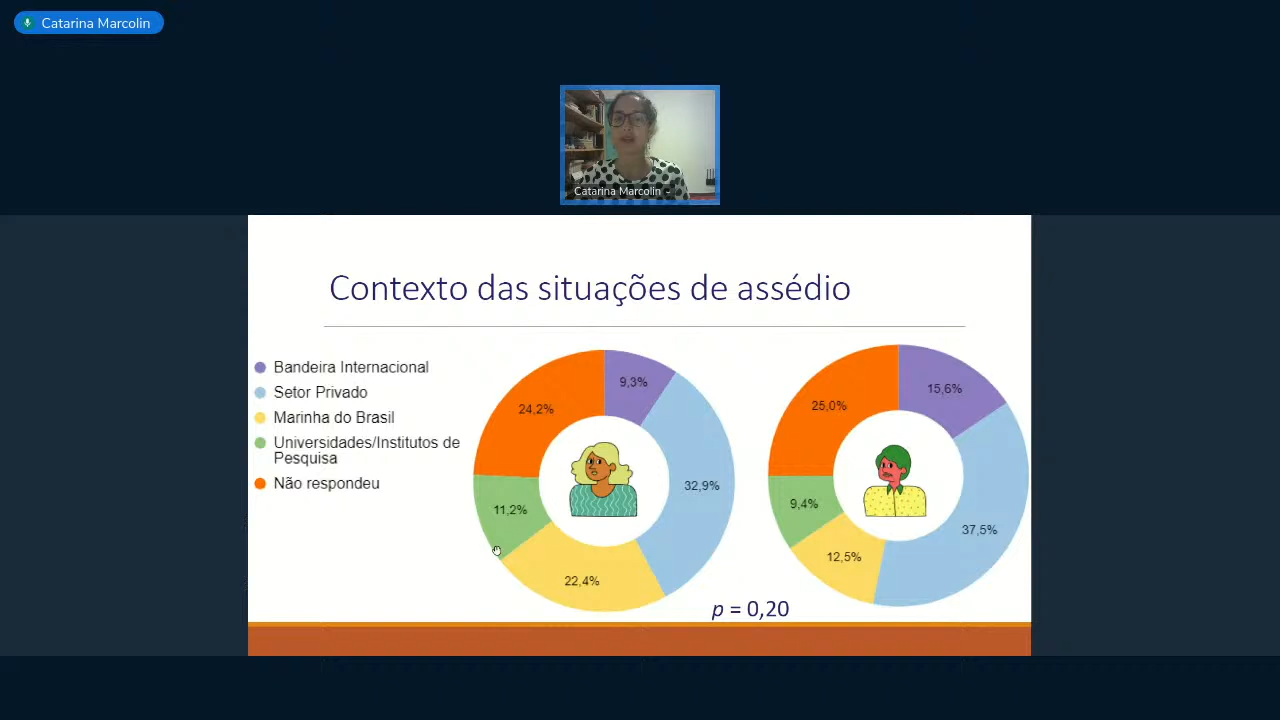 Catarina Marcolin
Catarina Marcolin
Contexto das situações de assédio
Bandeira Internacional
Setor Privado
Marinha do Brasil
Universidades/Institutos de
Pesquisa
Não respondeu
9,3%
32,9%
22,4%
11,2%
24,2%
15,6%
37,5%
12,5%
9,4%
25,0%
p = 0,20